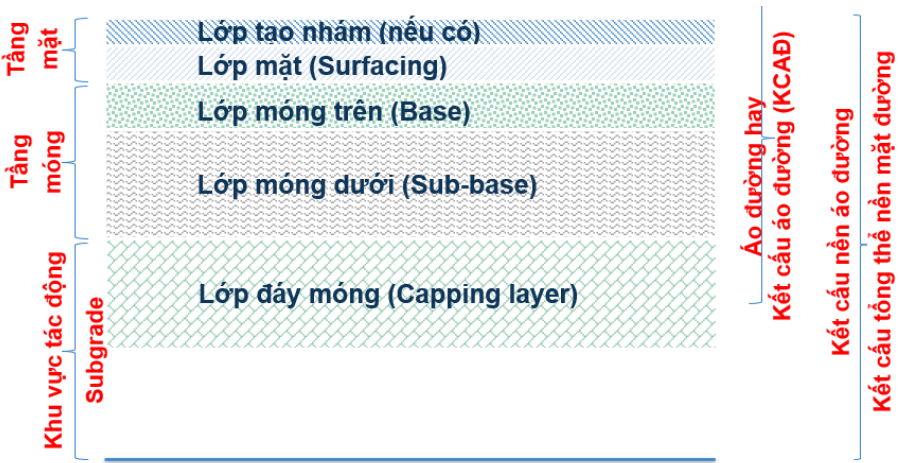 Tầng
mặt
Lớp tạo nhám (nếu có)
Lớp mặt (Surfacing)
Tầng
móng
Lớp móng trên (Base)
Lớp móng dưới (Sub-base)
Khu vực tác động
Subgrade
Lớp đáy móng (Capping layer)
Áo đường hay
Kết cấu áo đường (KCAĐ)
Kết cấu nền áo đường
Kết cấu tổng thể nền mặt đường